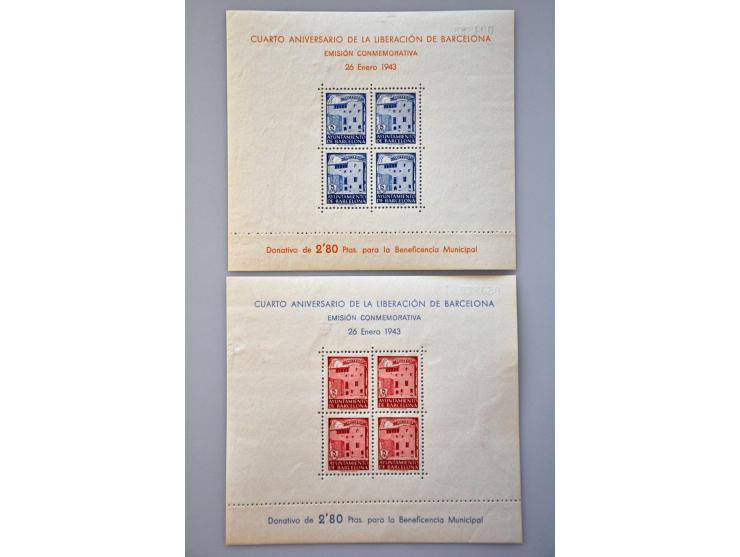 CUARTO ANIVERSARIO DE LA LIBERACIÓN DE BARCELONA
EMISIÓN CONMEMORATIVA
26 Enero 1943
AYUNTAMIENTO
DE BARCELONA
AYUNTAMIENTO
DE BARCELONA
AYUNTAMIENTO
DE BARCELONA
AYUNTAMIENTO
DE BARCELONA
Donativo de 2'80 Ptas. para la Beneficencia Municipal
CUARTO ANIVERSARIO DE LA LIBERACIÓN DE BARCELONA
EMISIÓN CONMEMORATIVA
26 Enero 1943
AYUNTAMIENTO
DE BARCELONA
AYUNTAMIENTO
DE BARCELONA
AYUNTAMIENTO
DE BARCELONA
AYUNTAMIENTO
DE BARCELONA
Donativo de 2'80 Ptas. para la Beneficencia Municipal